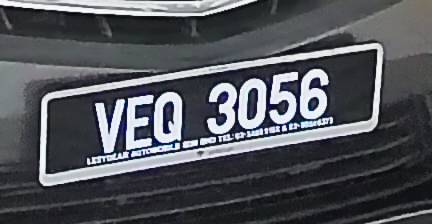 VEQ 3056
AUTOMOBILE SDN BHD TEL: